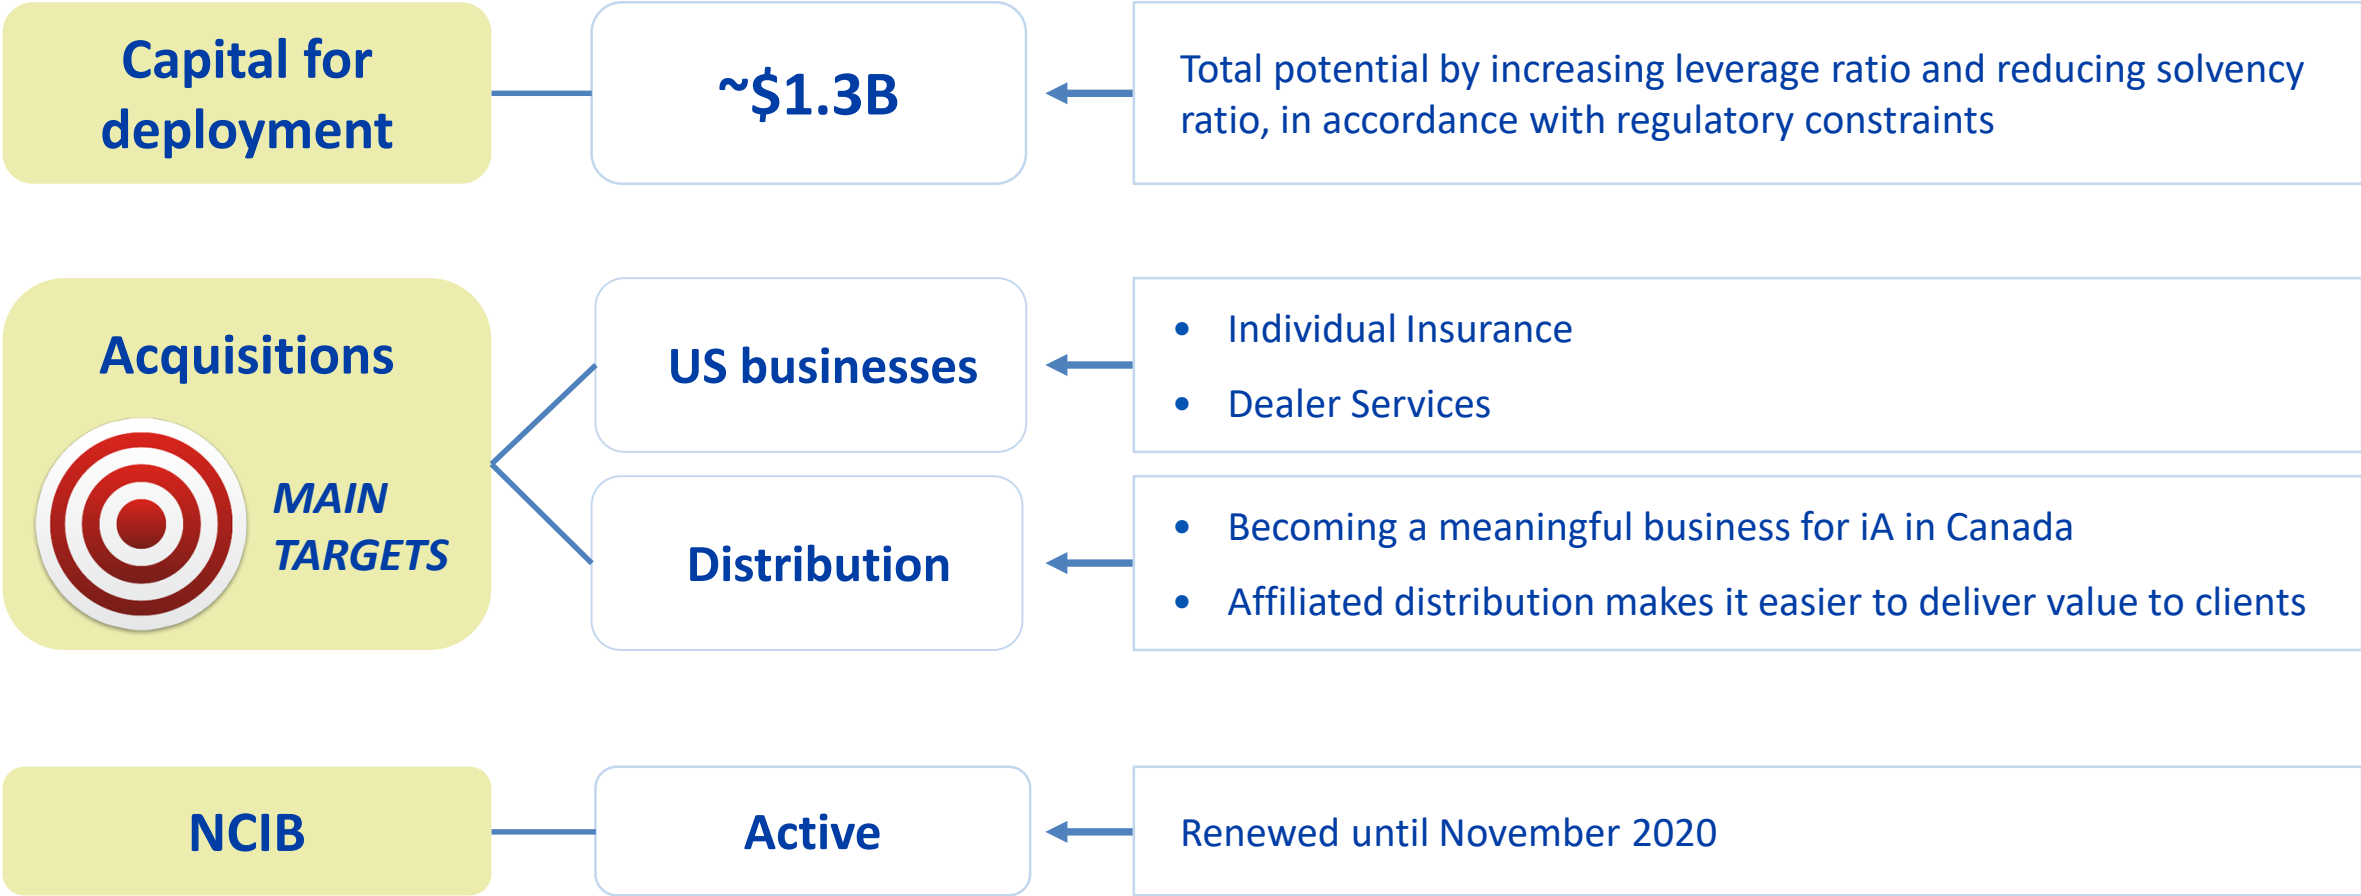 Capital for
deployment
~$1.3B
Total potential by increasing leverage ratio and reducing solvency
ratio, in accordance with regulatory constraints
Acquisitions
MAIN
TARGETS
US businesses
• Individual Insurance
• Dealer Services
Distribution
• Becoming a meaningful business for iA in Canada
• Affiliated distribution makes it easier to deliver value to clients
NCIB
Active
Renewed until November 2020